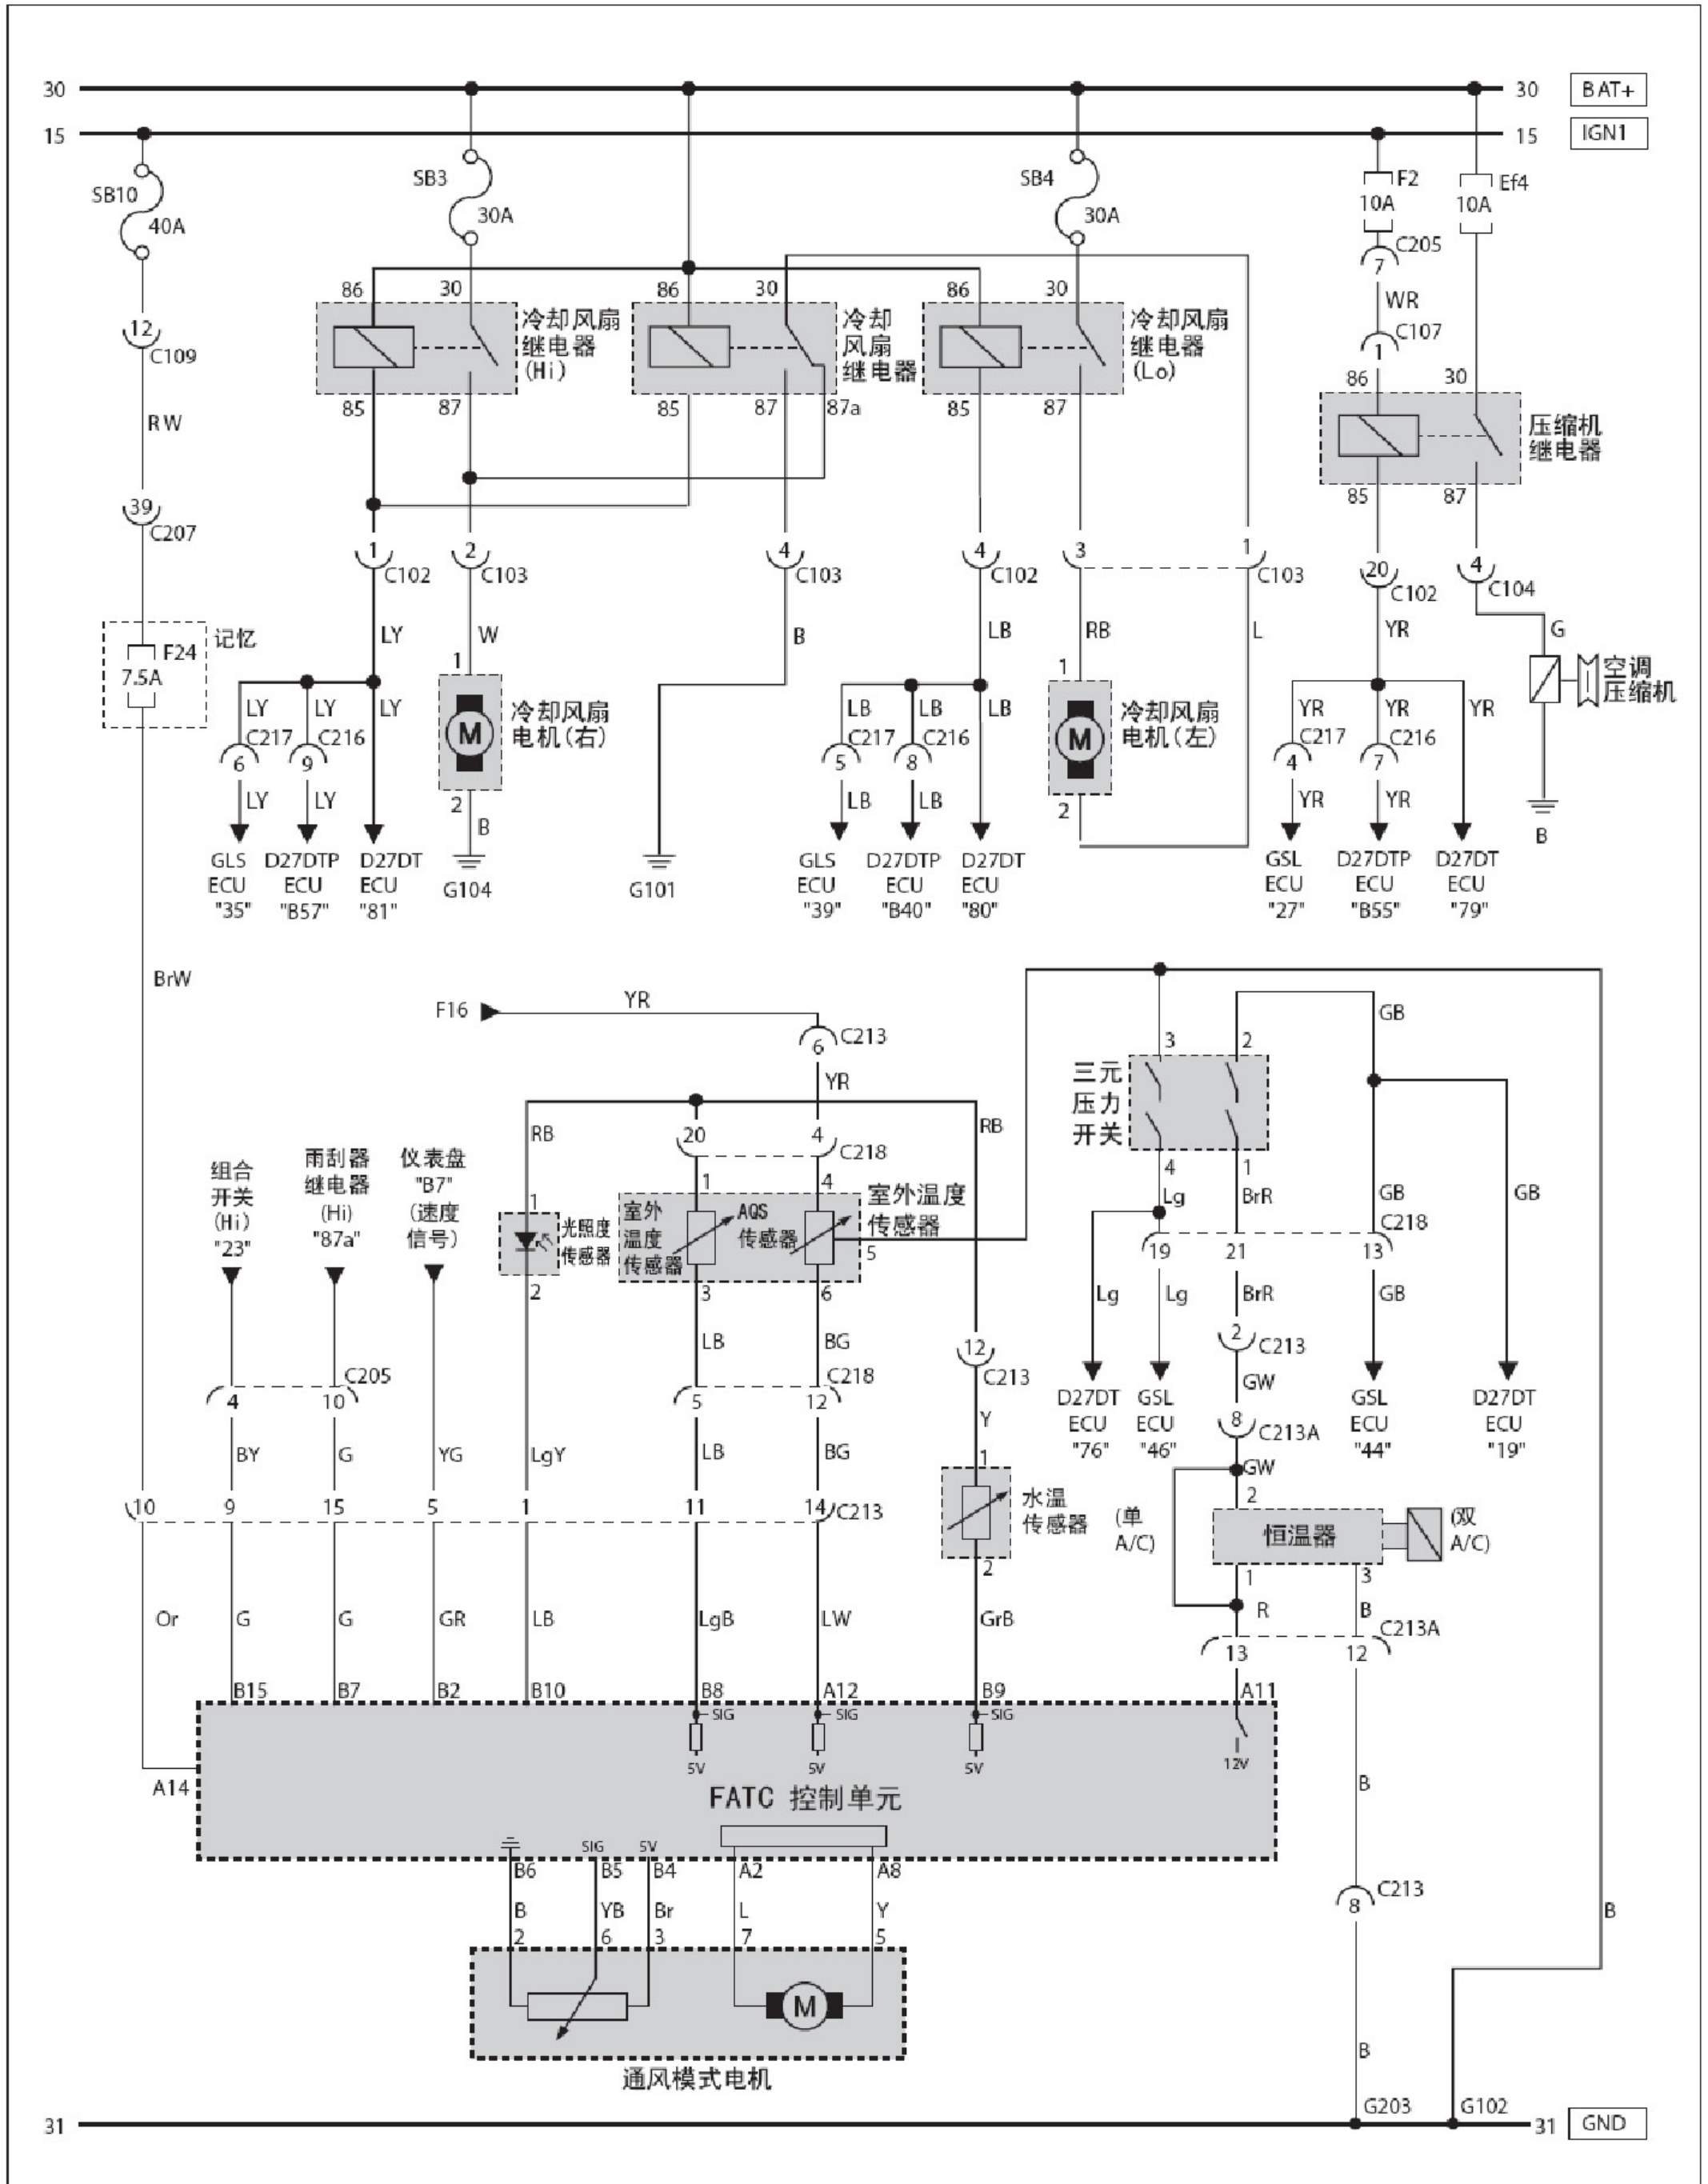 30 30 BAT+
15 15 IGN1
SB10 40A
SB3 30A
SB4 30A
F2 10A
Ef4 10A
C205
7
WR
C107
1
86 30
86 30
86 30
86 30
冷却风扇
继电器
(Hi)
冷却
风扇
继电器
冷却风扇
继电器
(Lo)
压缩机
继电器
85 87
85 87 87a
85 87
85 87
12
C109
RW
39
C207
1
C102
2
C103
4
C103
4
C102
3 1
C103
20
C102
4
C104
LY W B LB RB L YR G
记忆
F24
7.5A
LY LY LY
C217 C216
6 9
LY LY
1
M
冷却风扇
电机(右)
2
B
LB LB LB
C217 C216
5 8
LB LB
1
M
冷却风扇
电机(左)
2
YR YR YR
C217 C216
4 7
YR YR
空调
压缩机
B
GLS
ECU
"35"
D27DTP
ECU
"B57"
D27DT
ECU
"81"
G104
G101
GLS
ECU
"39"
D27DTP
ECU
"B40"
D27DT
ECU
"80"
GSL
ECU
"27"
D27DTP
ECU
"B55"
D27DT
ECU
"79"
BrW
F16 YR
C213
6
YR
RB
RB
20 4
C218
1 4
室外
温度
传感器
AQS
传感器
室外温度
传感器
5
3 6
1
光照度
传感器
2
3 2
三元
压力
开关
4 1
GB
Lg BrR GB GB
C218
19 21 13
Lg Lg BrR GB
2
C213
GW
8
C213A
GW
D27DT
ECU
"76"
GSL
ECU
"46"
GSL
ECU
"44"
D27DT
ECU
"19"
组合
开关
(Hi)
"23"
雨刮器
继电器
(Hi)
"87a"
仪表盘
"B7"
(速度
信号)
LB BG
C205
4 10
C218
5 12
12
C213
Y
BY G YG LgY LB BG
1
水温
传感器
2
10 9 15 5 1 11 14 C213
(单
A/C)
2
恒温器
(双
A/C)
1 3
R B
C213A
13 12
Or G G GR LB LgB LW GrB
B15 B7 B2 B10 B8 A12 B9 A11
SIG SIG SIG
5V 5V 5V 12V
A14
FATC 控制单元
SIG 5V
B6 B5 B4 A2 A8
B YB Br L Y
2 6 3 7 5
M
通风模式电机
B
C213
8
B
B
G203 G102
31 31 GND